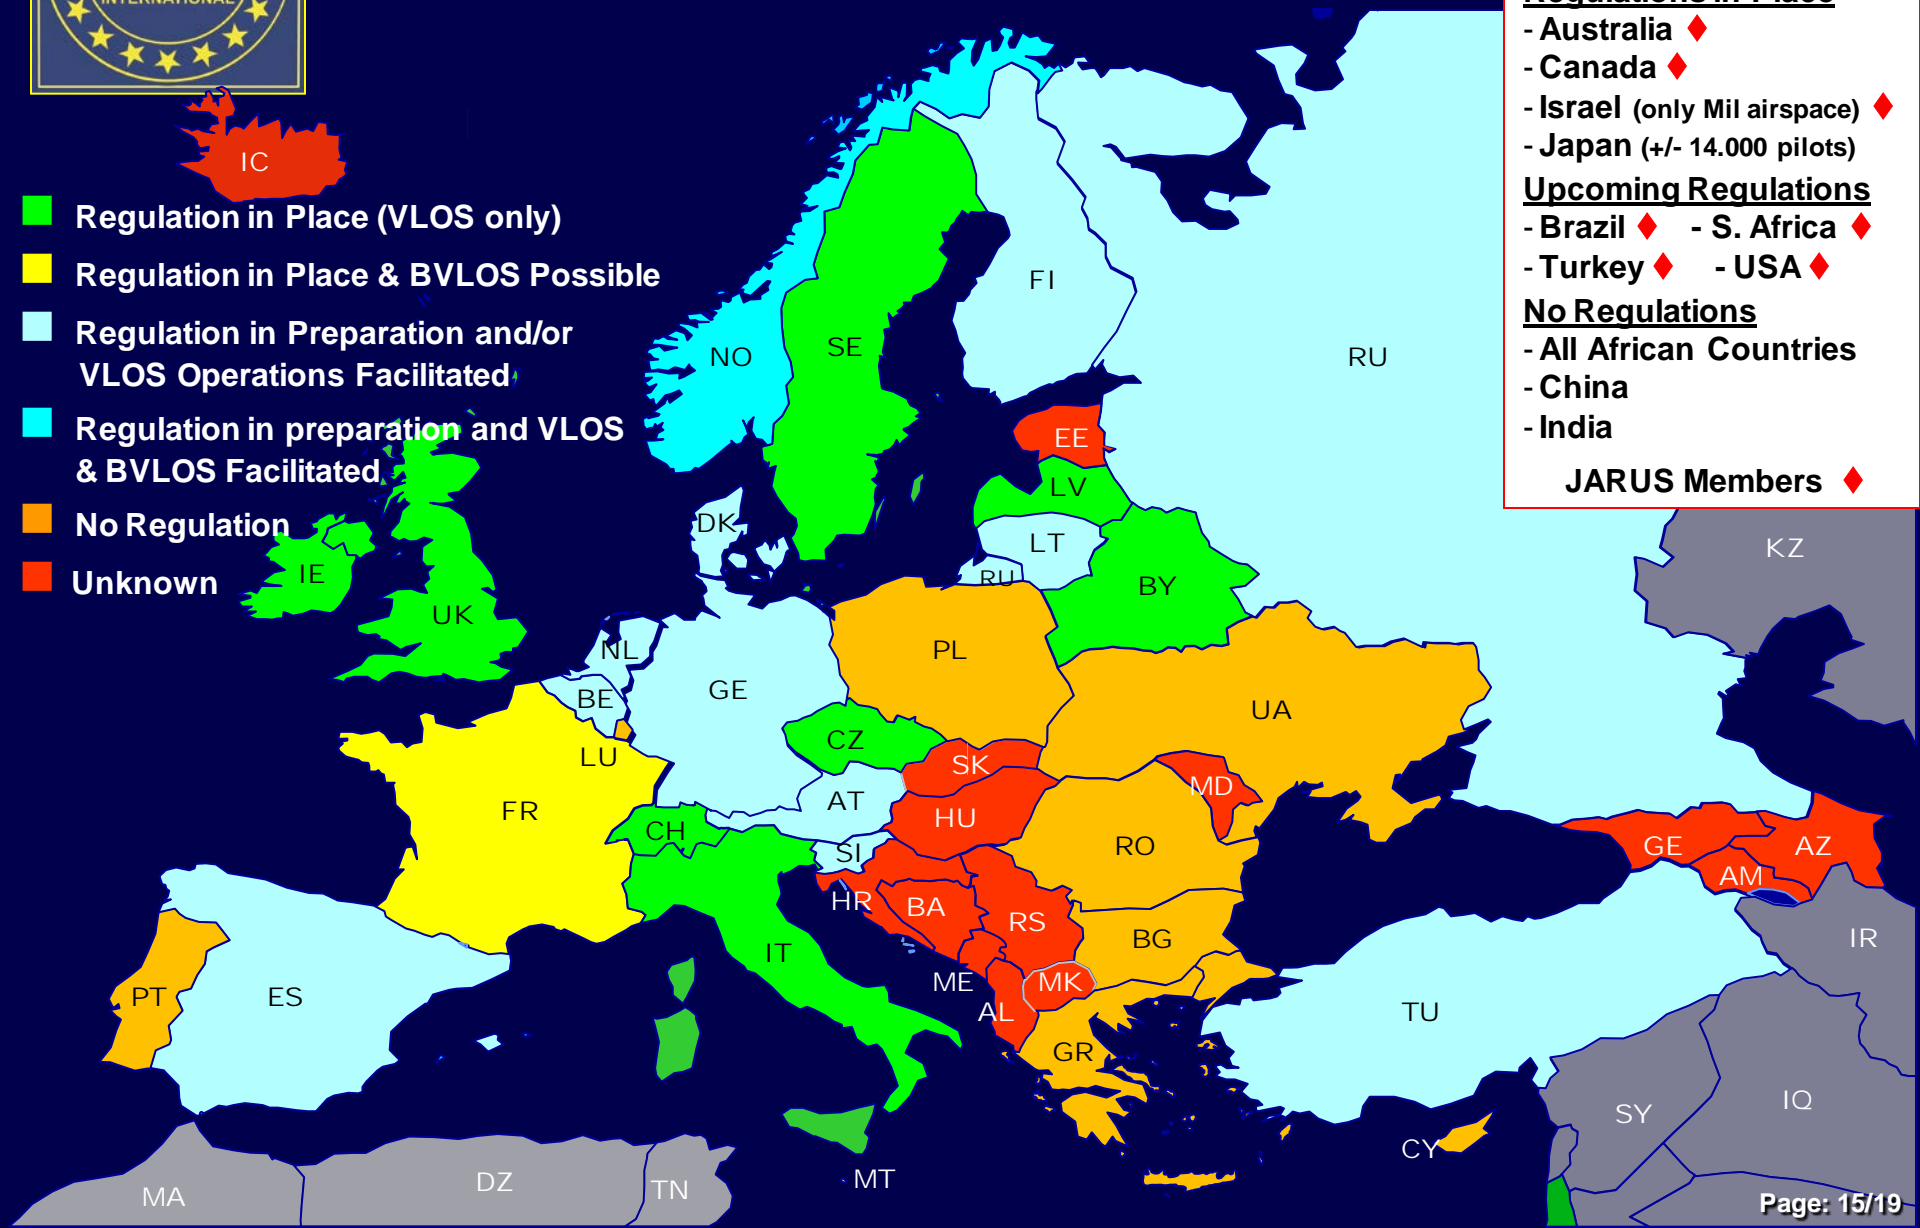 INTERNATIONAL
Regulations in Place
- Australia
- Canada
- Israel (only Mil airspace)
- Japan (+/- 14.000 pilots)
Upcoming Regulations
- Brazil - S. Africa
- Turkey - USA
No Regulations
- All African Countries
- China
- India
JARUS Members
Regulation in Place (VLOS only)
Regulation in Place & BVLOS Possible
Regulation in Preparation and/or
VLOS Operations Facilitated
Regulation in preparation and VLOS
& BVLOS Facilitated
No Regulation
Unknown
IC
FI
NO
SE
RU
EE
LV
DK
LT
KZ
IE
RU
BY
UK
NL
PL
GE
BE
UA
CZ
LU
SK
MD
AT
FR
HU
CH
SI
RO
GE
AZ
AM
HR
BA
RS
BG
IR
IT
ME
MK
PT
ES
AL
TU
GR
IQ
SY
CY
MT
DZ
TN
MA
Page: 15/19